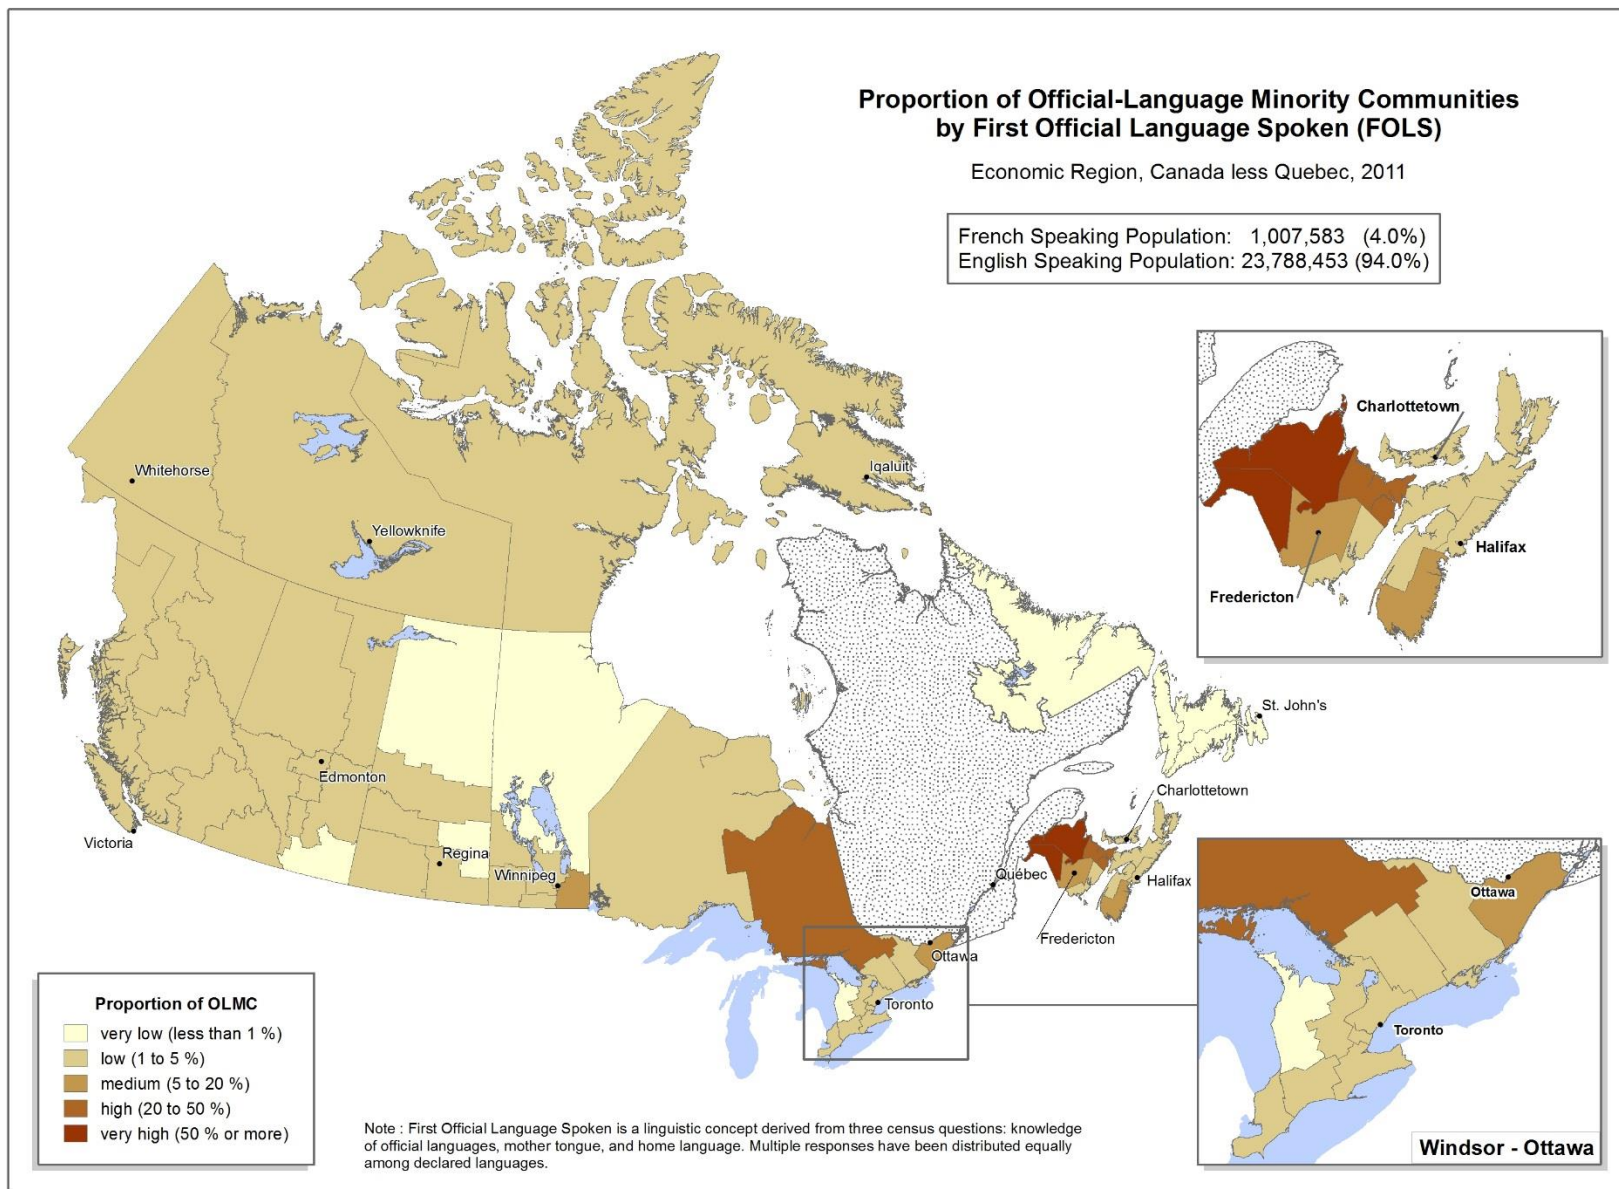 Proportion of Official-Language Minority Communities
by First Official Language Spoken (FOLS)
Economic Region, Canada less Quebec, 2011
French Speaking Population: 1,007,583 (4.0%)
English Speaking Population: 23,788,453 (94.0%)
Charlottetown
Halifax
Fredericton
Whitehorse
Yellowknife
Iqaluit
St. John's
Edmonton
Victoria
Regina
Winnipeg
Québec
Charlottetown
Halifax
Fredericton
Ottawa
Toronto
Ottawa
Toronto
Windsor - Ottawa
Proportion of OLMC
very low (less than 1 %)
low (1 to 5 %)
medium (5 to 20 %)
high (20 to 50 %)
very high (50 % or more)
Note : First Official Language Spoken is a linguistic concept derived from three census questions: knowledge
of official languages, mother tongue, and home language. Multiple responses have been distributed equally
among declared languages.